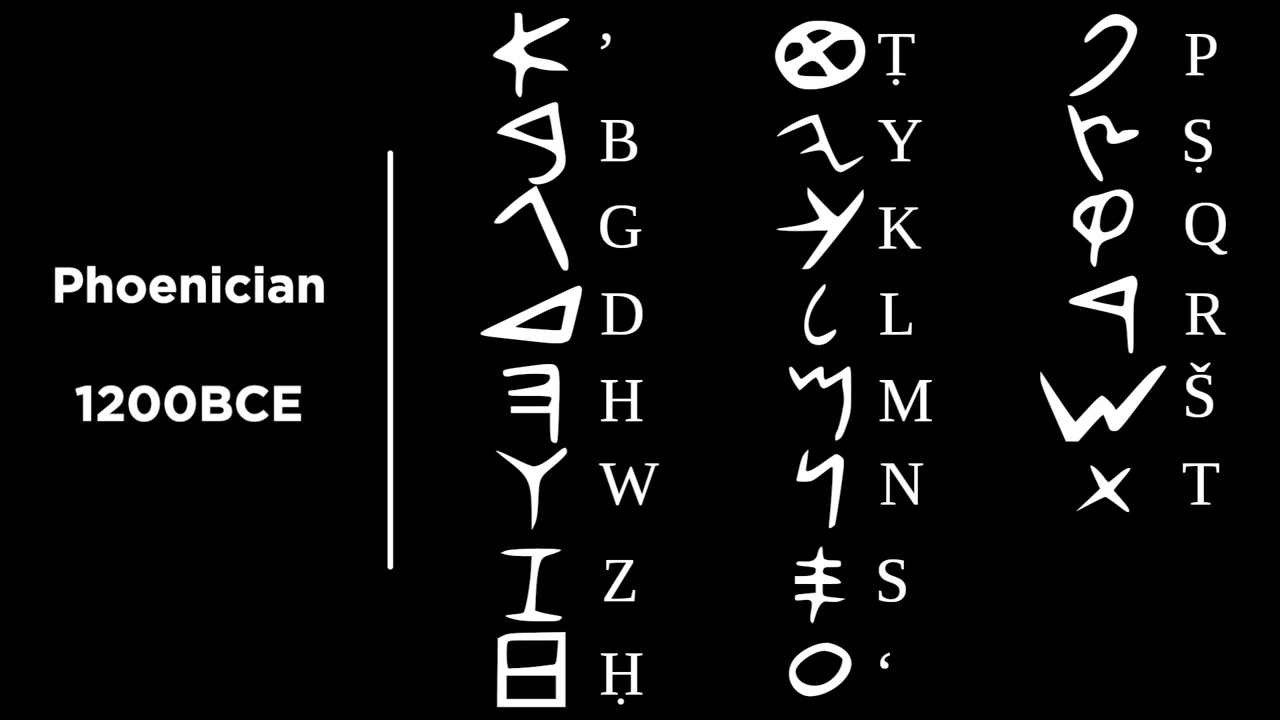 Phoenician
1200BCE
𐤀 ’
𐤁 B
𐤂 G
𐤃 D
𐤄 H
𐤅 W
𐤆 Z
𐤇 Ḥ
𐤈 Ṭ
𐤉 Y
𐤊 K
𐤋 L
𐤌 M
𐤍 N
𐤎 S
𐤏 ‘
𐤐 P
𐤑 Ṣ
𐤒 Q
𐤓 R
𐤔 Š
𐤕 T